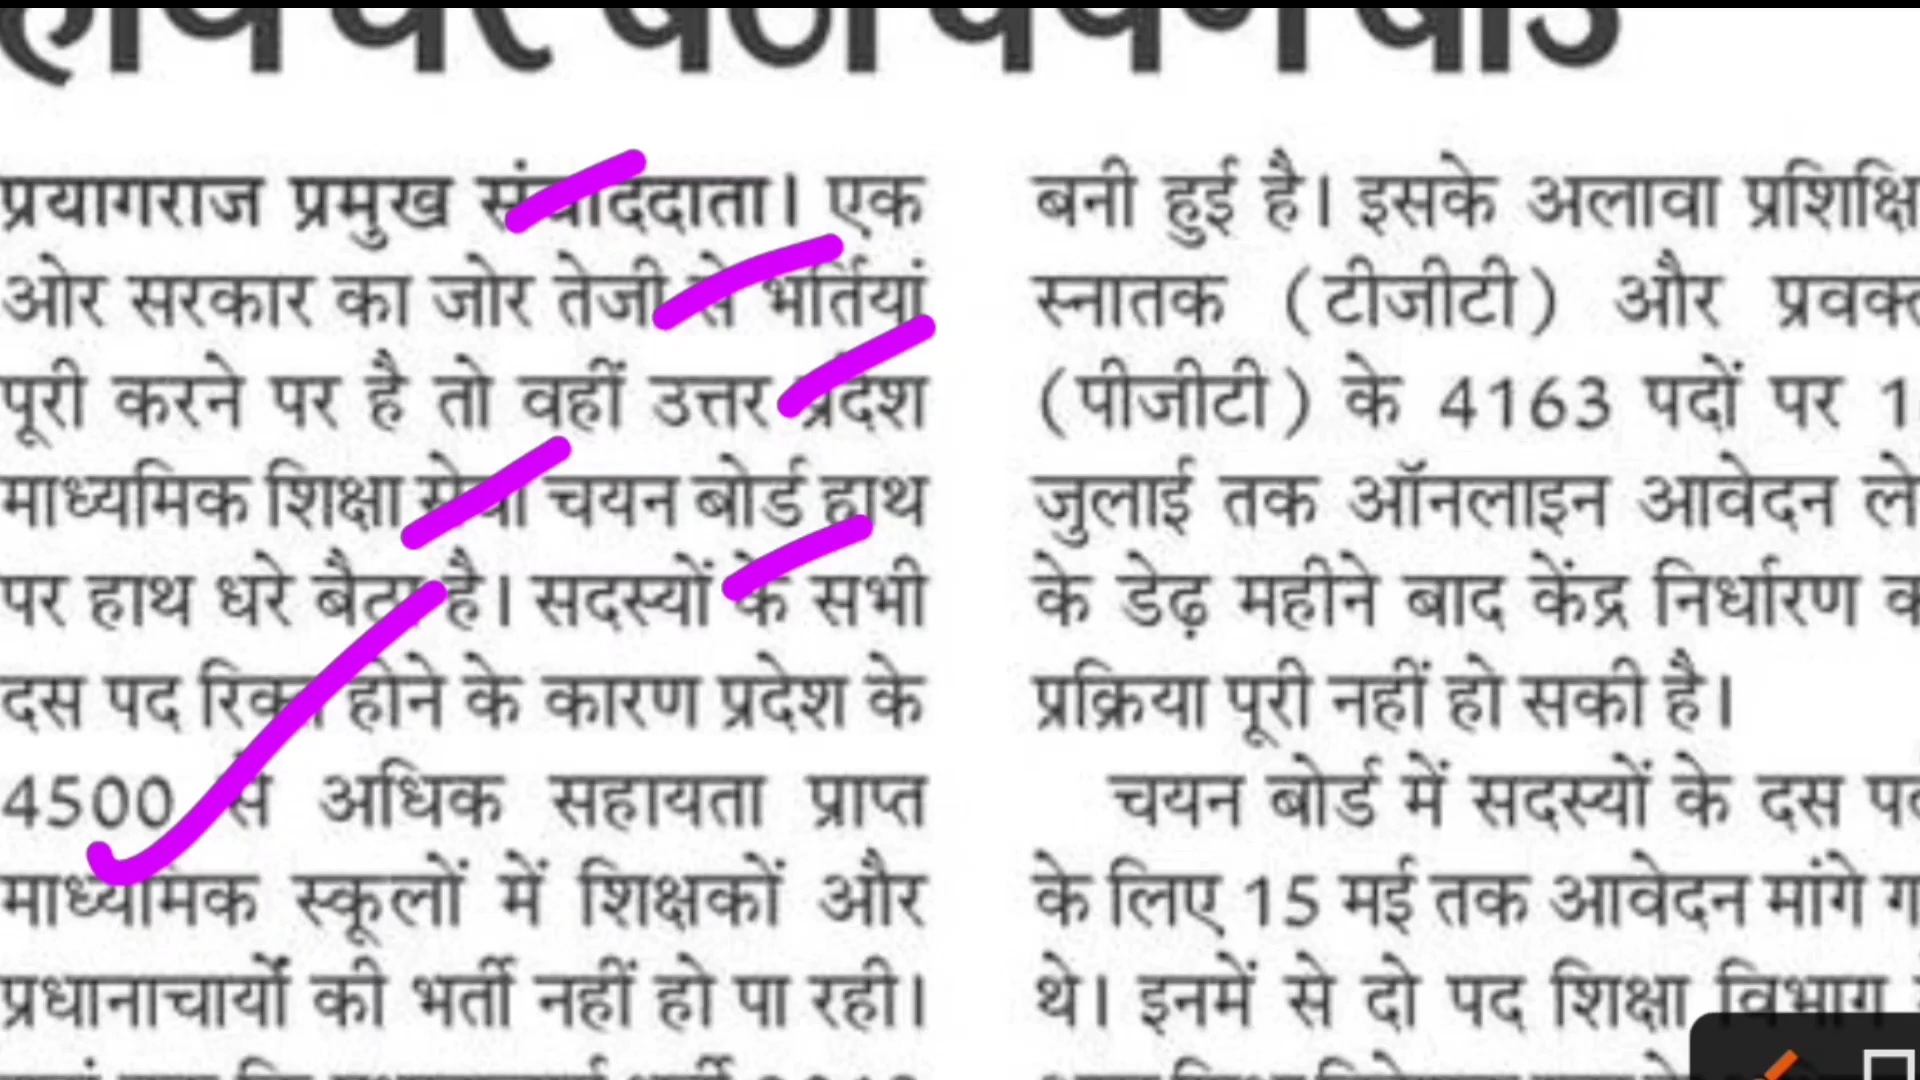 प्रयागराज प्रमुख संवाददाता। एक
ओर सरकार का जोर तेजी से भर्तियां
पूरी करने पर है तो वहीं उत्तर प्रदेश
माध्यमिक शिक्षा सेवा चयन बोर्ड हाथ
पर हाथ धरे बैठा है। सदस्यों के सभी
दस पद रिक्त होने के कारण प्रदेश के
4500 से अधिक सहायता प्राप्त
माध्यमिक स्कूलों में शिक्षकों और
प्रधानाचार्यों की भर्ती नहीं हो पा रही।
बनी हुई है। इसके अलावा
स्नातक (टीजीटी) और
(पीजीटी) के 4163 पदों पर
जुलाई तक ऑनलाइन आवेदन
के डेढ़ महीने बाद केंद्र निर्धारण
प्रक्रिया पूरी नहीं हो सकी है।
चयन बोर्ड में सदस्यों के दस
के लिए 15 मई तक आवेदन मांगे
थे। इनमें से दो पद शिक्षा विभाग